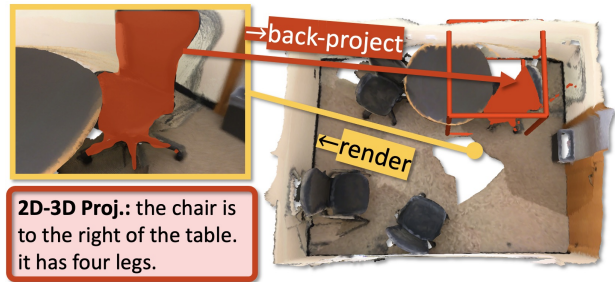 →back-project
←render
2D-3D Proj.: the chair is
to the right of the table.
it has four legs.